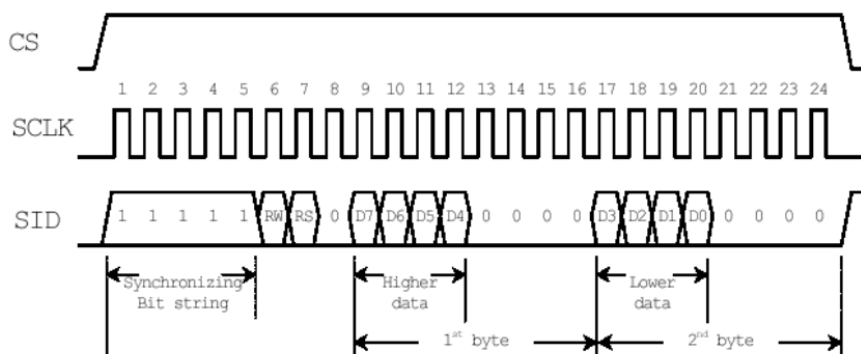 CS
1 2 3 4 5 6 7 8 9 10 11 12 13 14 15 16 17 18 19 20 21 22 23 24
SCLK
SID 1 1 1 1 1 RW RS 0 D7 D6 D5 D4 0 0 0 0 D3 D2 D1 D0 0 0 0 0
Synchronizing
Bit string
Higher
data
Lower
data
1st byte
2nd byte